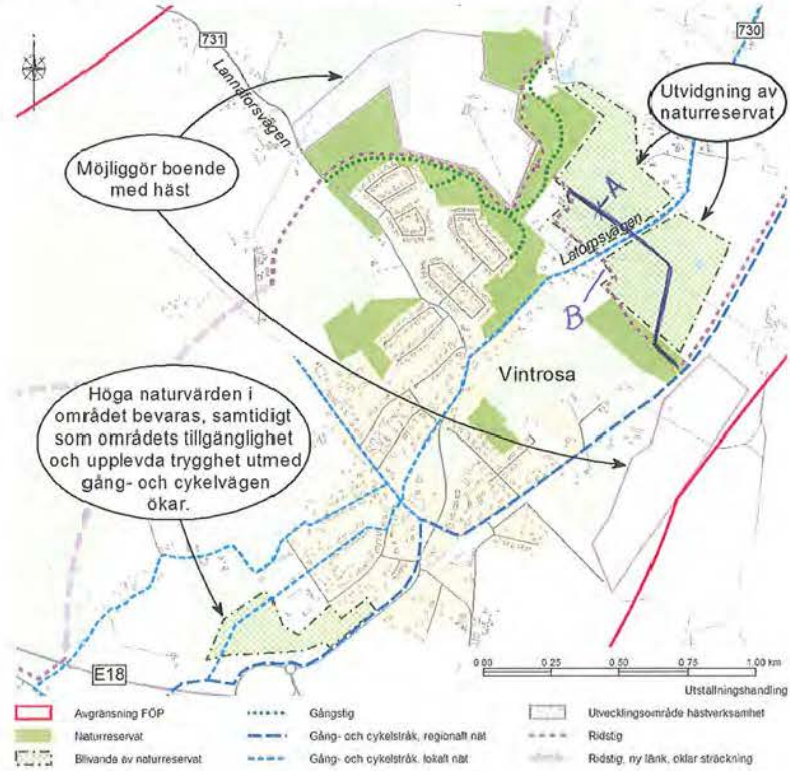 731
730
Lannaforsvägen
Utvidgning av
naturreservat
Möjliggör boende
med häst
A
Latorpsvägen
B
Vintrosa
Höga naturvärden i
området bevaras, samtidigt
som områdets tillgänglighet
och upplevda trygghet utmed
gång- och cykelvägen
ökar.
E18
0.00 0.25 0.50 0.75 1.00 km
Utställningshandling
Avgränsning FÖP
Naturreservat
Blivande av naturreservat
Gångstig
Gång- och cykelstråk, regionalt nät
Gång- och cykelstråk, lokalt nät
Utvecklingsområde hästverksamhet
Ridstig
Ridstig, ny länk, oklar sträckning